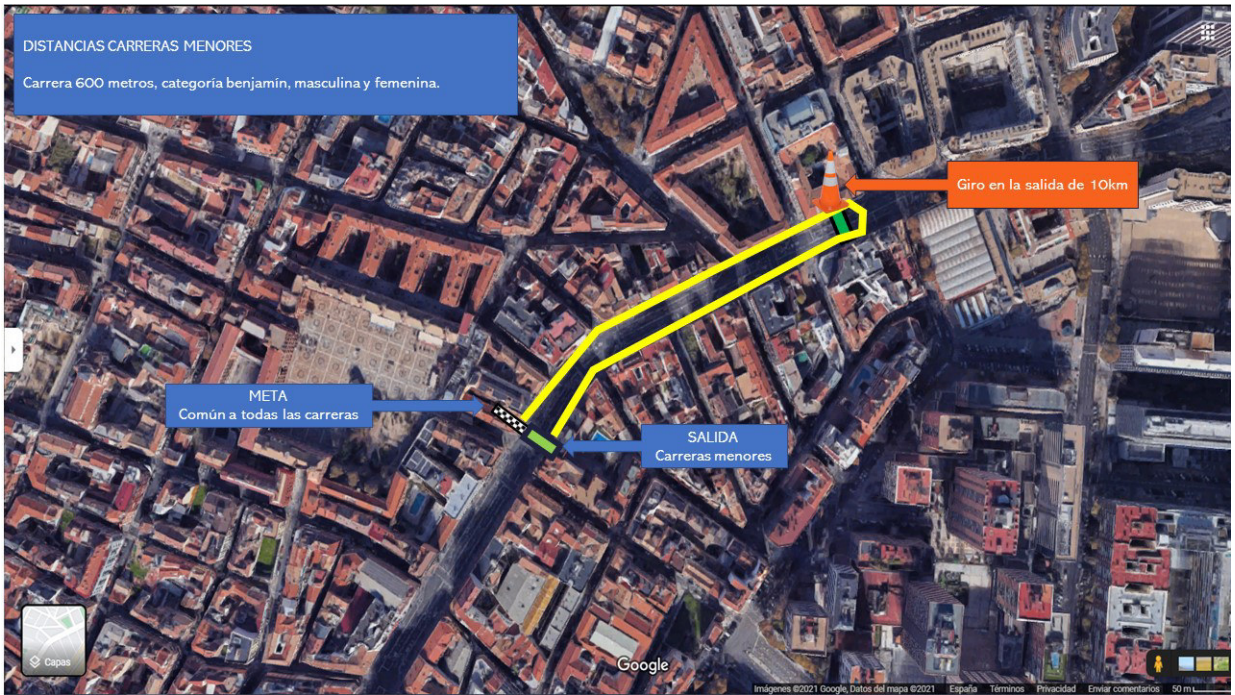 DISTANCIAS CARRERAS MENORES
Carrera 600 metros, categoría benjamín, masculina y femenina.
Giro en la salida de 10km
META
Común a todas las carreras
SALIDA
Carreras menores
Capas
Google
Imágenes ©2021 Google, Datos del mapa ©2021 España Términos Privacidad Enviar comentarios 50 m